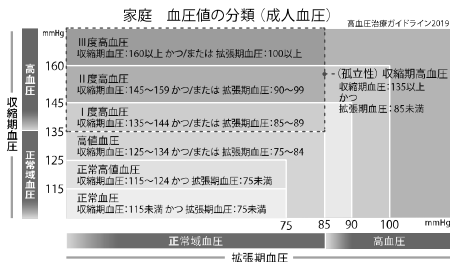 家庭 血圧値の分類(成人血圧)
高血圧治療ガイドライン2019
mmHg
Ⅲ度高血圧
収縮期血圧:160以上 かつ/または 拡張期血圧:100以上
160
Ⅱ度高血圧
収縮期血圧:145~159 かつ/または 拡張期血圧:90~99
(孤立性) 収縮期高血圧
収縮期血圧:135以上
かつ
拡張期血圧:85未満
145
Ⅰ度高血圧
収縮期血圧:135~144 かつ/または 拡張期血圧:85~89
135
高値血圧
収縮期血圧:125~134 かつ/または 拡張期血圧:75~84
125
正常高値血圧
収縮期血圧:115~124 かつ 拡張期血圧:75未満
115
正常血圧
収縮期血圧:115未満 かつ 拡張期血圧:75未満
収縮期血圧
高血圧
正常域血圧
75 85 90 100 mmHg
正常域血圧 高血圧
拡張期血圧